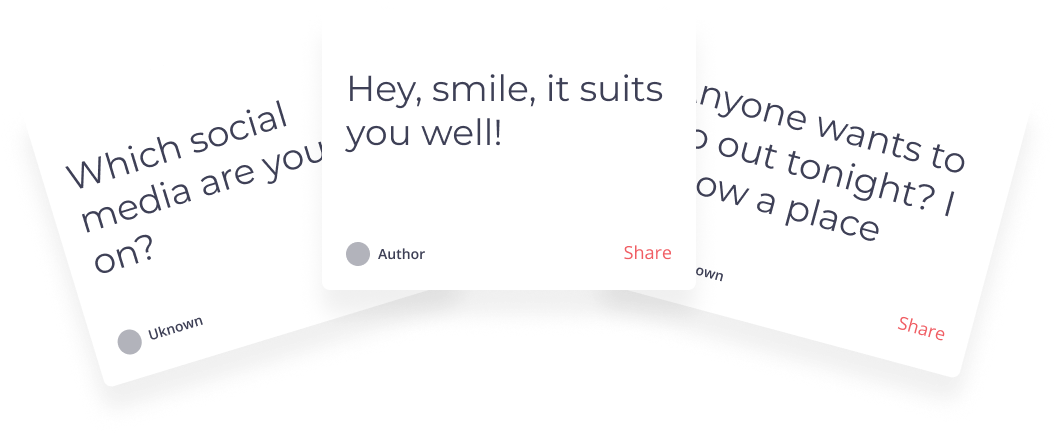 Which social
media are you
on?
Uknown
Hey, smile, it suits
you well!
Author
Share
nyone wants to
out tonight? I
ow a place
own
Share